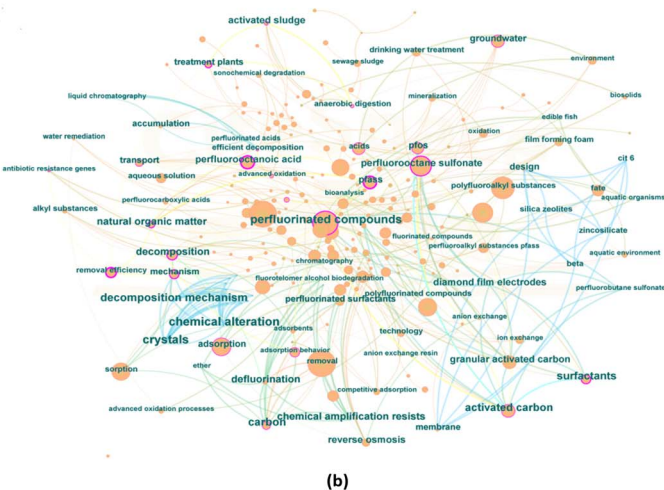 activated sludge
groundwater
drinking water treatment
environment
treatment plants
sewage sludge
sonochemical degradation
mineralization
liquid chromatography
biosolids
anaerobic digestion
edible fish
accumulation
oxidation
water remediation
perfluorinated acids
film forming foam
efficient decomposition
acids
pfos
cit 6
transport
perfluorooctanoic acid
perfluorooctane sulfonate
design
antibiotic resistance genes
aqueous solution
advanced oxidation
pfass
polyfluoroalkyl substances
fate
bioanalysis
aquatic organisms
perfluorocarboxylic acids
alkyl substances
silica zeolites
natural organic matter
perfluorinated compounds
zincosilicate
fluorinated compounds
perfluoroalkyl substances pfass
decomposition
aquatic environment
chromatography
beta
removal efficiency
mechanism
fluorotelomer alcohol biodegradation
diamond film electrodes
perfluorobutane sulfonate
polyfluorinated compounds
decomposition mechanism
perfluorinated surfactants
anion exchange
chemical alteration
adsorbents
technology
crystals
adsorption
ion exchange
adsorption behavior
anion exchange resin
removal
granular activated carbon
ether
sorption
defluorination
surfactants
competitive adsorption
advanced oxidation processes
activated carbon
chemical amplification resists
carbon
membrane
reverse osmosis
(b)